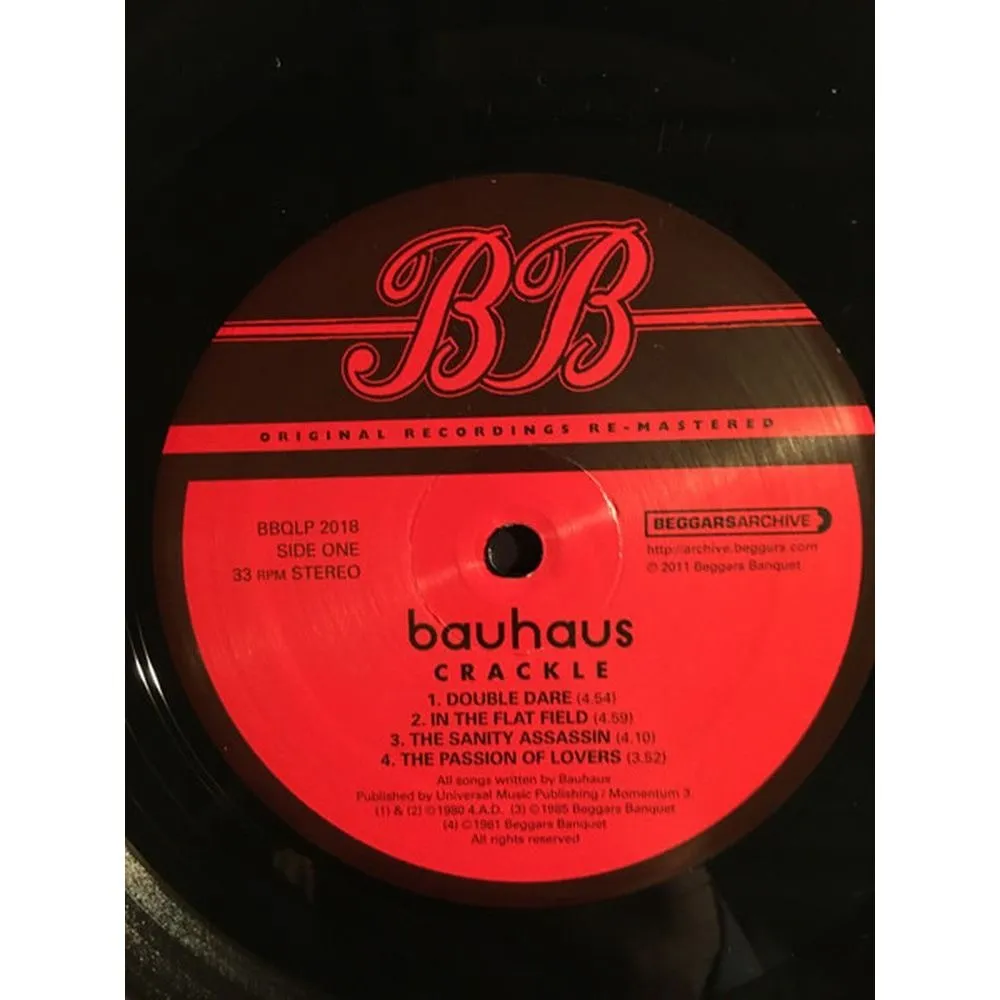 BB
ORIGINAL RECORDINGS RE-MASTERED
BBQLP 2018
SIDE ONE
33 RPM STEREO
BEGGARSARCHIVE
http://archive.beggars.com
© 2011 Beggars Banquet
bauhaus
CRACKLE
1. DOUBLE DARE (4.54)
2. IN THE FLAT FIELD (4.59)
3. THE SANITY ASSASSIN (4.10)
4. THE PASSION OF LOVERS (3.52)
All songs written by Bauhaus
Published by Universal Music Publishing / Momentum 3
(1) & (2) ©1980 4.A.D. (3) ©1985 Beggars Banquet
(4) ©1981 Beggars Banquet
All rights reserved